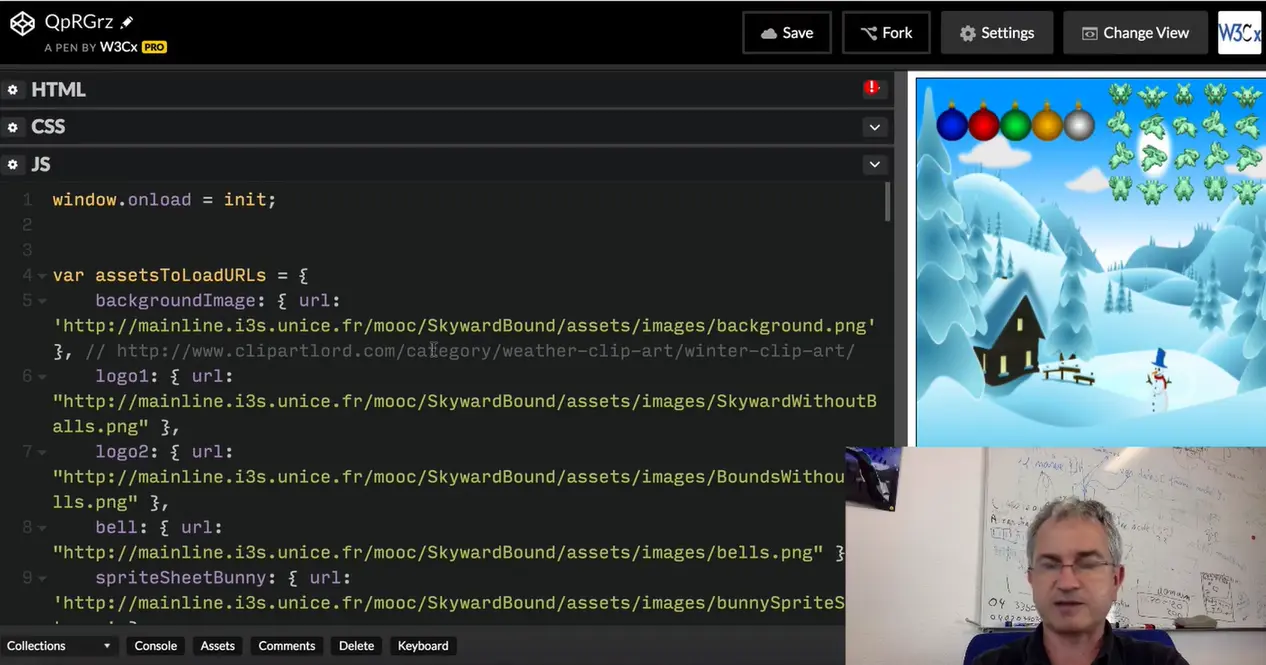 QpRGrz
A PEN BY W3Cx PRO
Save
Fork
Settings
Change View
W3Cx
HTML
CSS
JS
1 window.onload = init;
2
3
4 var assetsToLoadURLs = {
5 backgroundImage: { url:
'http://mainline.i3s.unice.fr/mooc/SkywardBound/assets/images/background.png'
}, // http://www.clipartlord.com/category/weather-clip-art/winter-clip-art/
6 logo1: { url:
"http://mainline.i3s.unice.fr/mooc/SkywardBound/assets/images/SkywardWithoutB
alls.png" },
7 logo2: { url:
"http://mainline.i3s.unice.fr/mooc/SkywardBound/assets/images/BoundsWithou
lls.png" },
8 bell: { url:
"http://mainline.i3s.unice.fr/mooc/SkywardBound/assets/images/bells.png" }
9 spriteSheetBunny: { url:
'http://mainline.i3s.unice.fr/mooc/SkywardBound/assets/images/bunnySpriteS
Collections
Console
Assets
Comments
Delete
Keyboard